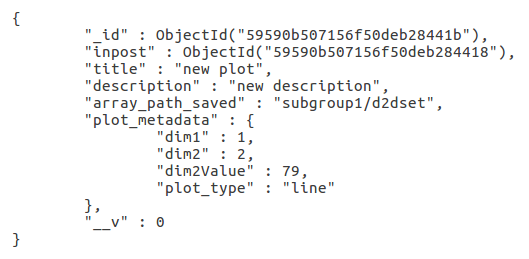 {
"_id" : ObjectId("59590b507156f50deb28441b"),
"inpost" : ObjectId("59590b507156f50deb284418"),
"title" : "new plot",
"description" : "new description",
"array_path_saved" : "subgroup1/d2dset",
"plot_metadata" : {
"dim1" : 1,
"dim2" : 2,
"dim2Value" : 79,
"plot_type" : "line"
},
"__v" : 0
}